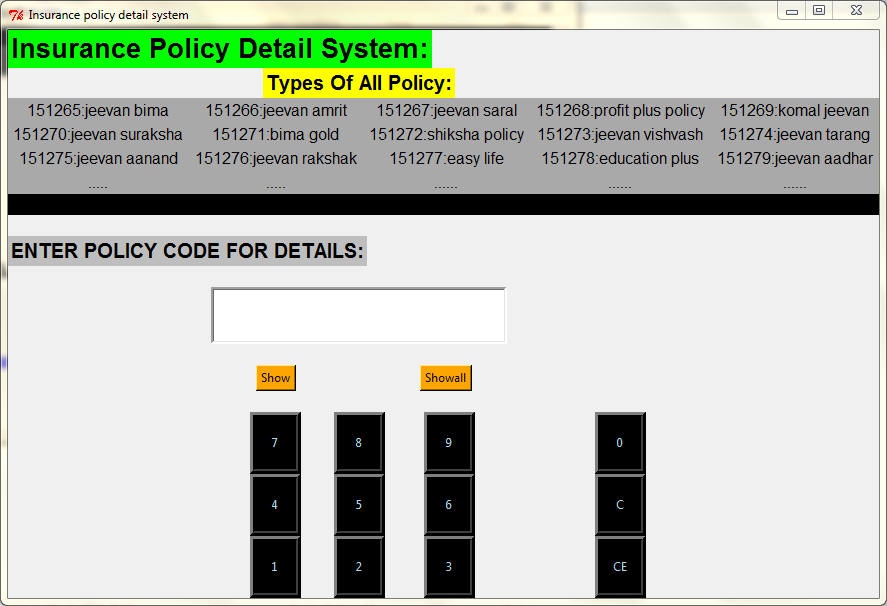 Insurance policy detail system
Insurance Policy Detail System:
Types Of All Policy:
151265:jeevan bima 151266:jeevan amrit 151267:jeevan saral 151268:profit plus policy 151269:komal jeevan
151270:jeevan suraksha 151271:bima gold 151272:shiksha policy 151273:jeevan vishvash 151274:jeevan tarang
151275:jeevan aanand 151276:jeevan rakshak 151277:easy life 151278:education plus 151279:jeevan aadhar
..... ..... ...... ...... ......
ENTER POLICY CODE FOR DETAILS:
Show Showall
7 8 9 0
4 5 6 C
1 2 3 CE